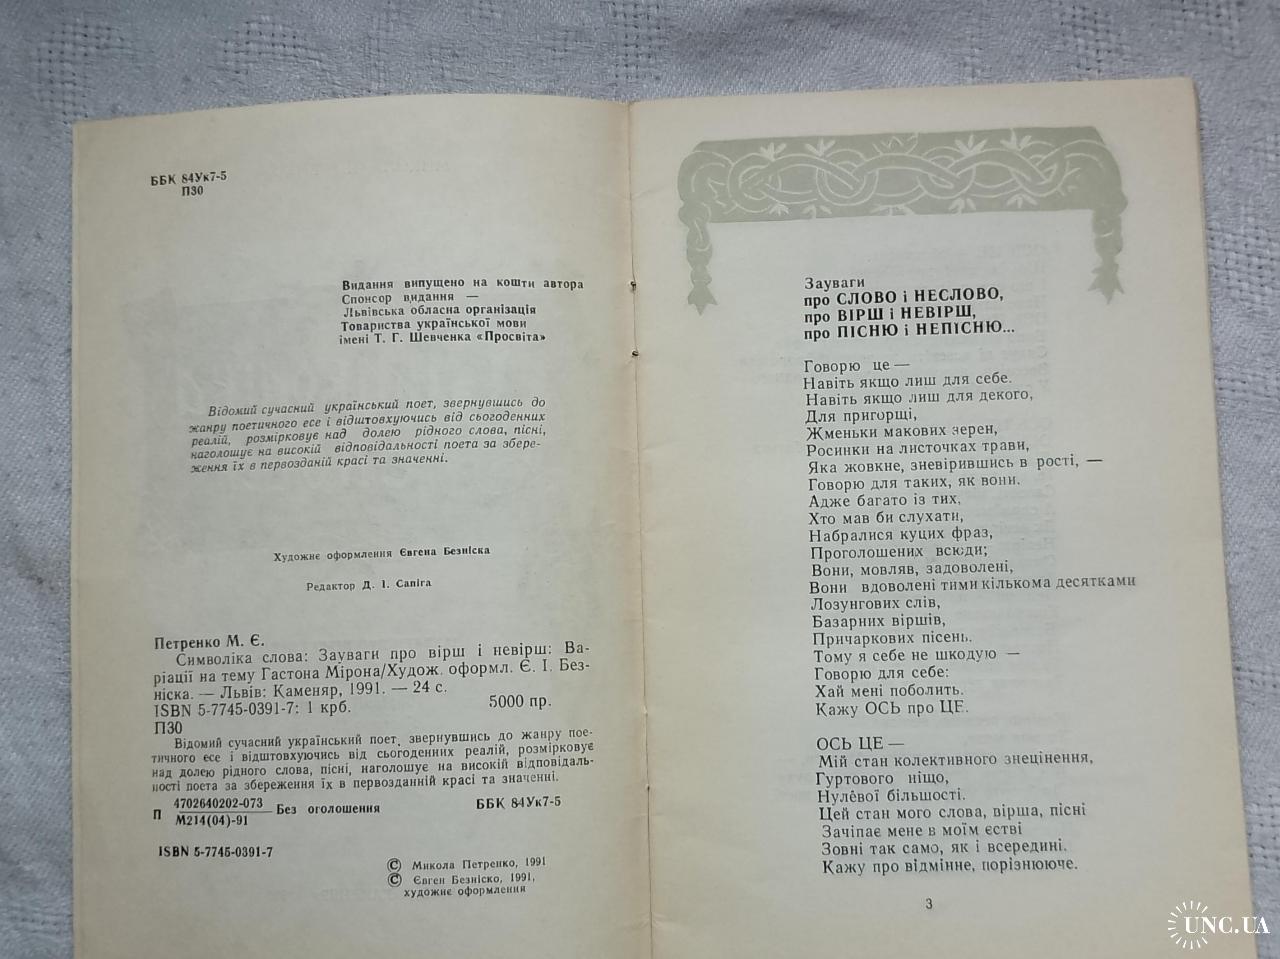 ББК 84Ук7-5
П30
Видання випущено на кошти автора
Спонсор видання —
Львівська обласна організація
Товариства української мови
імені Т. Г. Шевченка «Просвіта»
Відомий сучасний український поет, звернувшись до
жанру поетичного есе і відштовхуючись від сьогоденних
реалій, розмірковує над долею рідного слова, пісні,
наголошує на високій відповідальності поета за збере-
ження їх в первозданій красі та значенні.
Художнє оформлення Євгена Безніска
Редактор Д. І. Сапіга
Петренко М. Є.
Символіка слова: Зауваги про вірш і невірш: Ва-
ріації на тему Гастона Мірона/Худож. оформл. Є. І. Без-
ніска. — Львів: Каменяр, 1991. — 24 с.
ISBN 5-7745-0391-7: 1 крб. 5000 пр.
П30
Відомий сучасний український поет, звернувшись до жанру пое-
тичного есе і відштовхуючись від сьогоденних реалій, розмірковує
над долею рідного слова, пісні, наголошує на високій відповідаль-
ності поета за збереження їх в первозданній красі та значенні.
П 4702640202-073 Без оголошення ББК 84Ук7-5
М214(04)-91
ISBN 5-7745-0391-7
© Микола Петренко, 1991
© Євген Безніско, 1991,
художнє оформлення
Зауваги
про СЛОВО і НЕСЛОВО,
про ВІРШ і НЕВІРШ,
про ПІСНЮ і НЕПІСНЮ...
Говорю це —
Навіть якщо лиш для себе.
Навіть якщо лиш для декого,
Для пригорщі,
Жменьки макових зерен,
Росинки на листочках трави,
Яка жовкне, зневірившись в рості, —
Говорю для таких, як вони.
Адже багато із тих,
Хто мав би слухати,
Набралися куцих фраз,
Проголошених всюди;
Вони, мовляв, задоволені,
Вони вдоволені тими кількома десятками
Лозунгових слів,
Базарних віршів,
Причаркових пісень.
Тому я себе не шкодую —
Говорю для себе:
Хай мені поболить.
Кажу ОСЬ про ЦЕ.
ОСЬ ЦЕ —
Мій стан колективного знецінення,
Гуртового ніщо,
Нулевої більшості.
Цей стан мого слова, вірша, пісні
Зачіпає мене в моїм єстві
Зовні так само, як і всередині.
Кажу про відмінне, порізнююче.
3
UNC.UA